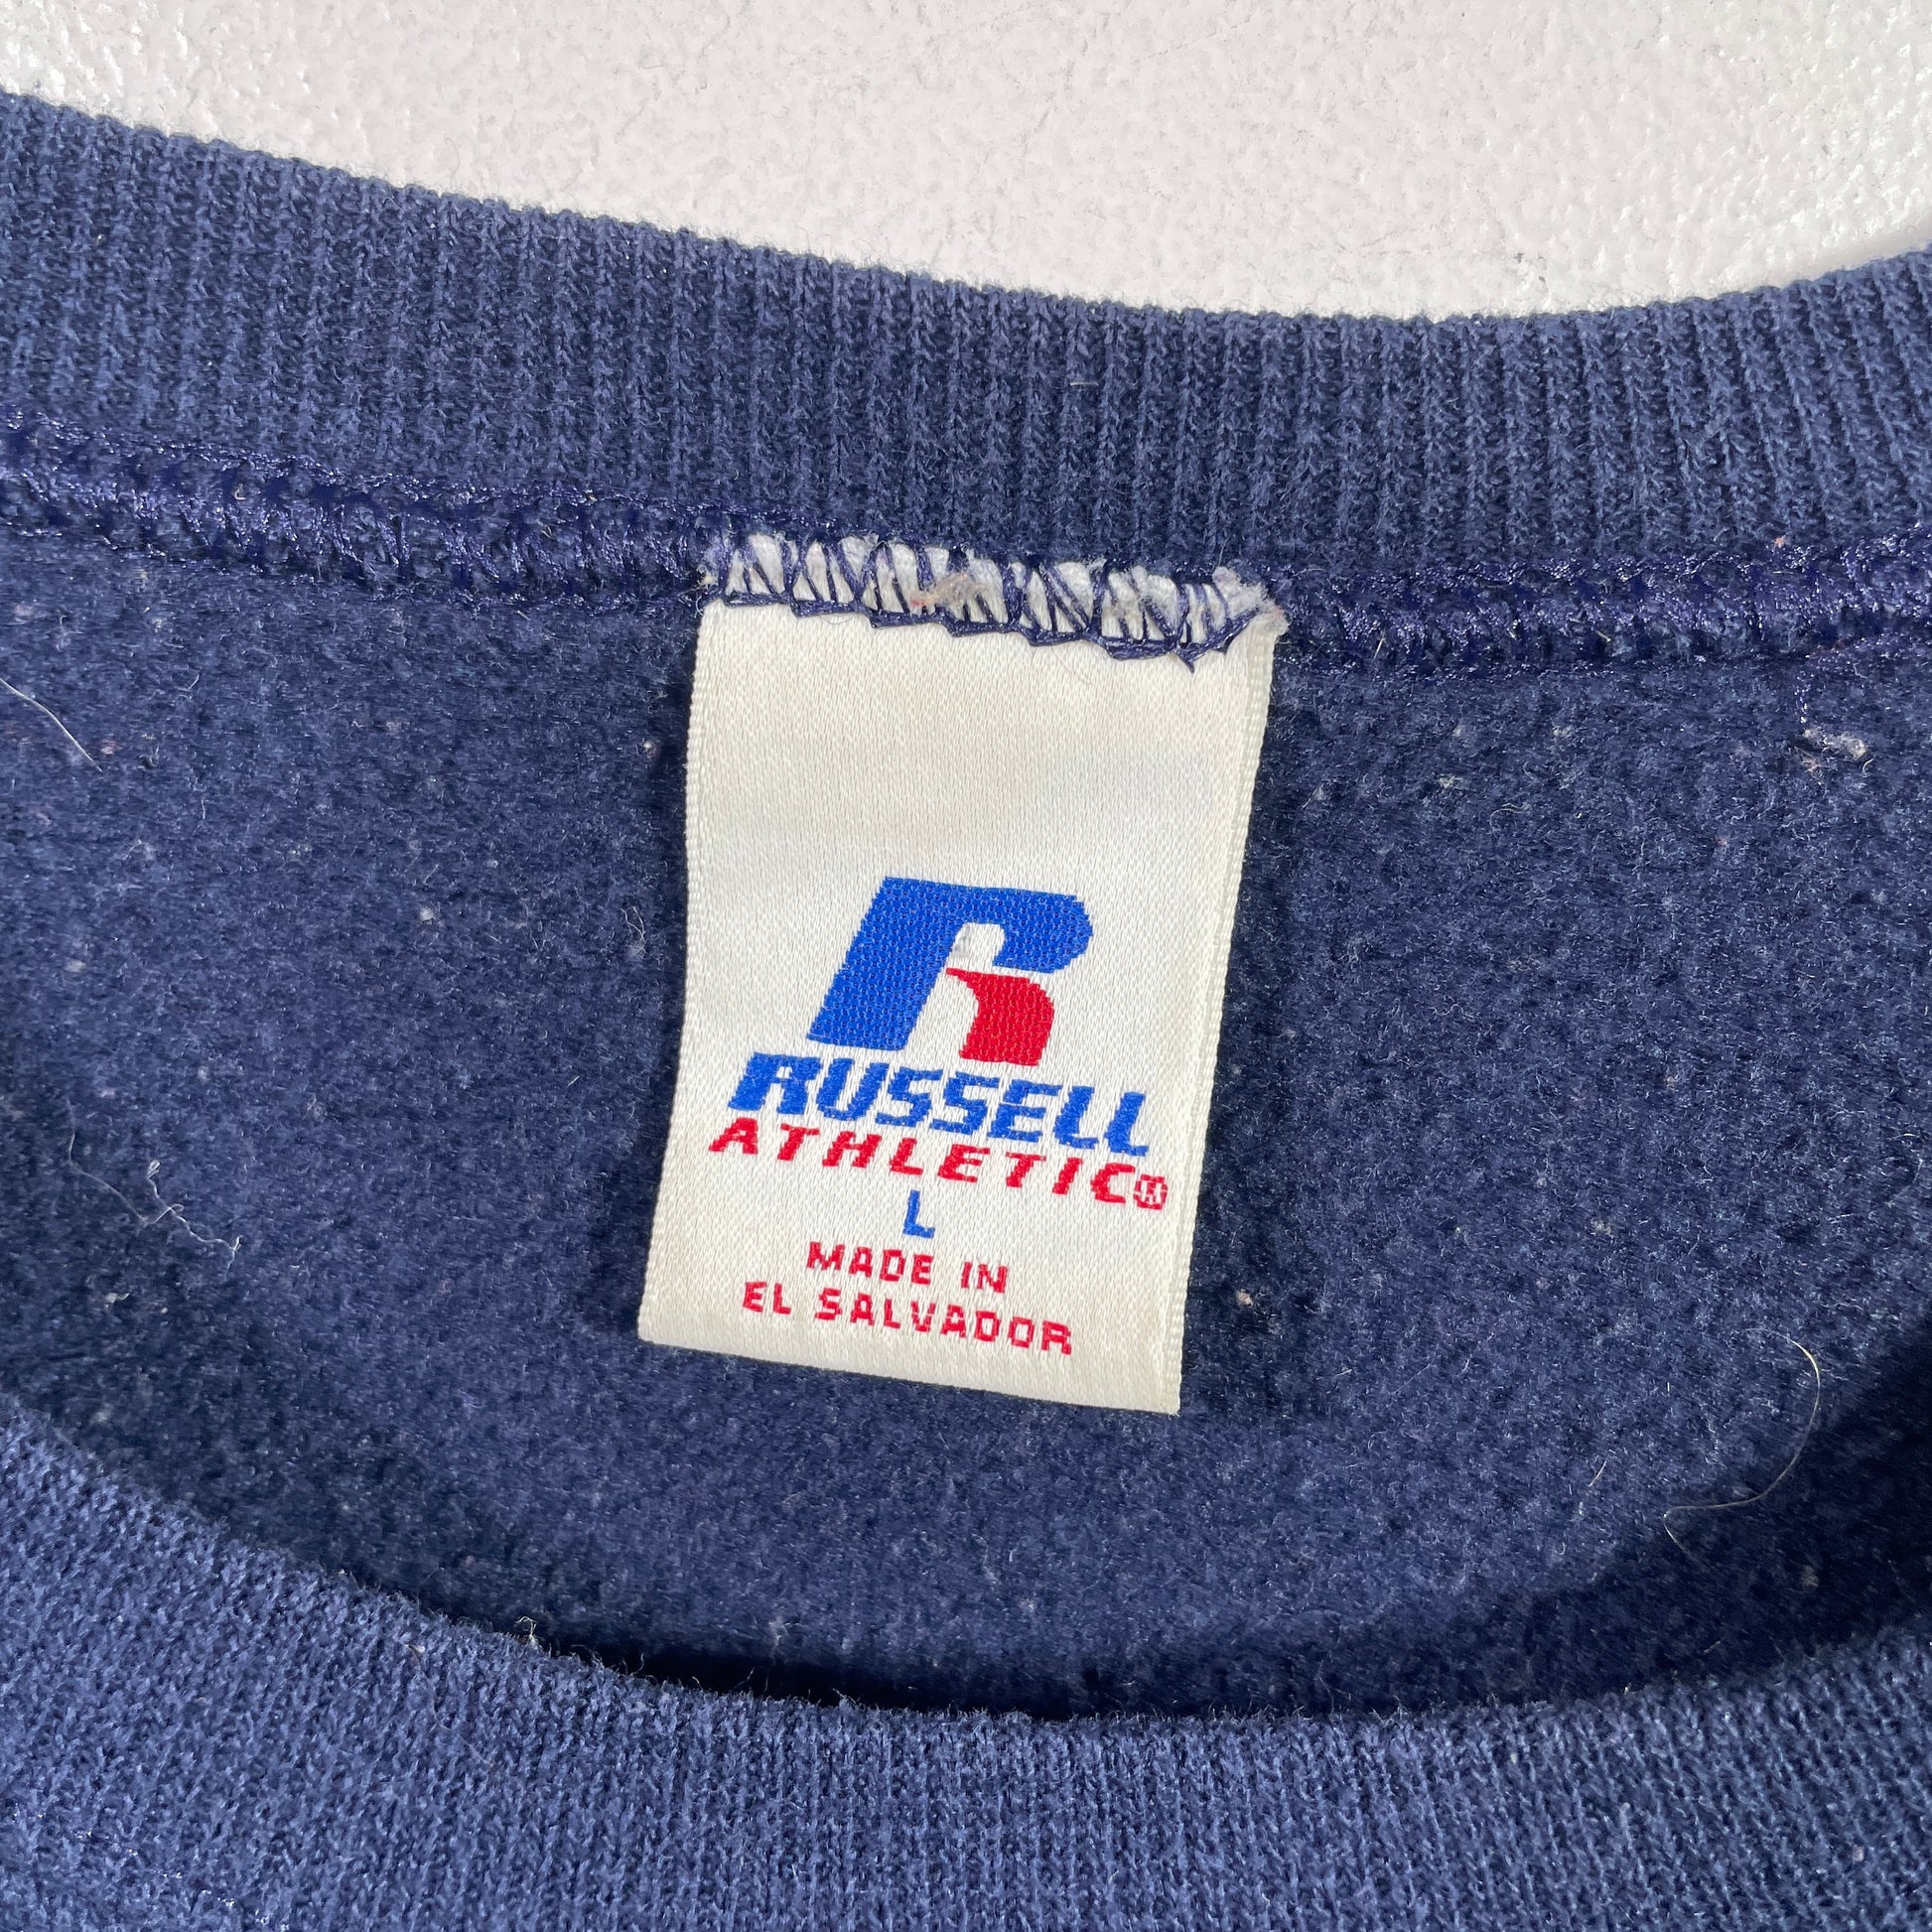 R
RUSSELL
ATHLETIC®
L
MADE IN
EL SALVADOR